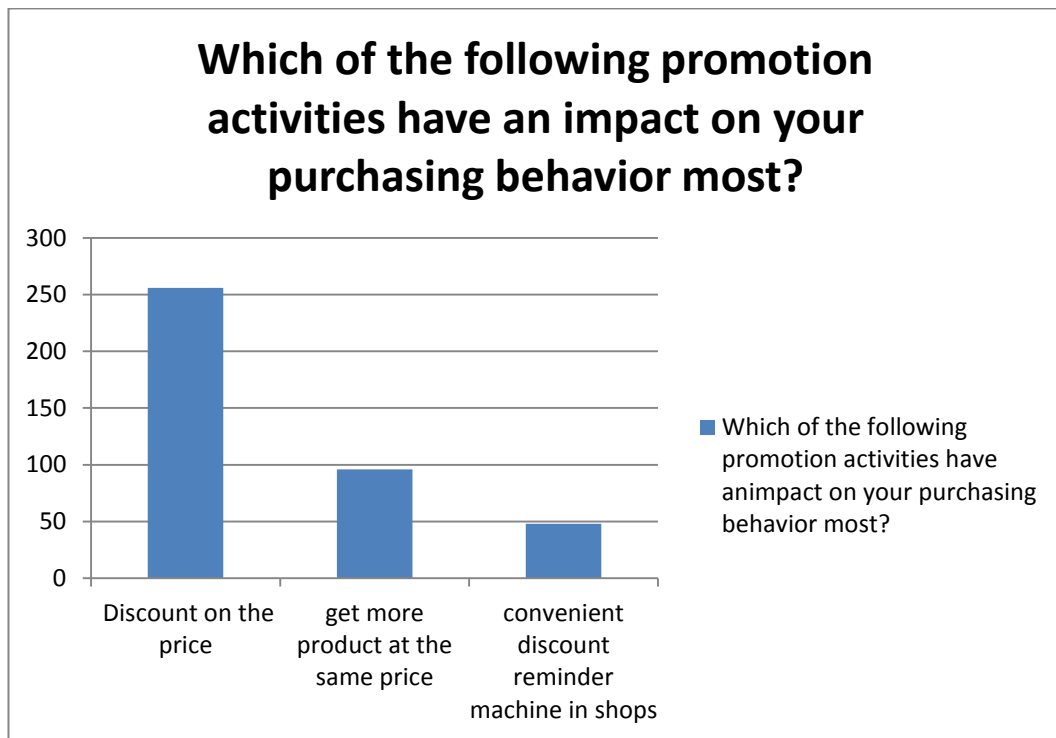 Which of the following promotion
activities have an impact on your
purchasing behavior most?
300
250
200
150
100
50
0
Discount on the
price
get more
product at the
same price
convenient
discount
reminder
machine in shops
Which of the following
promotion activities have
animpact on your purchasing
behavior most?